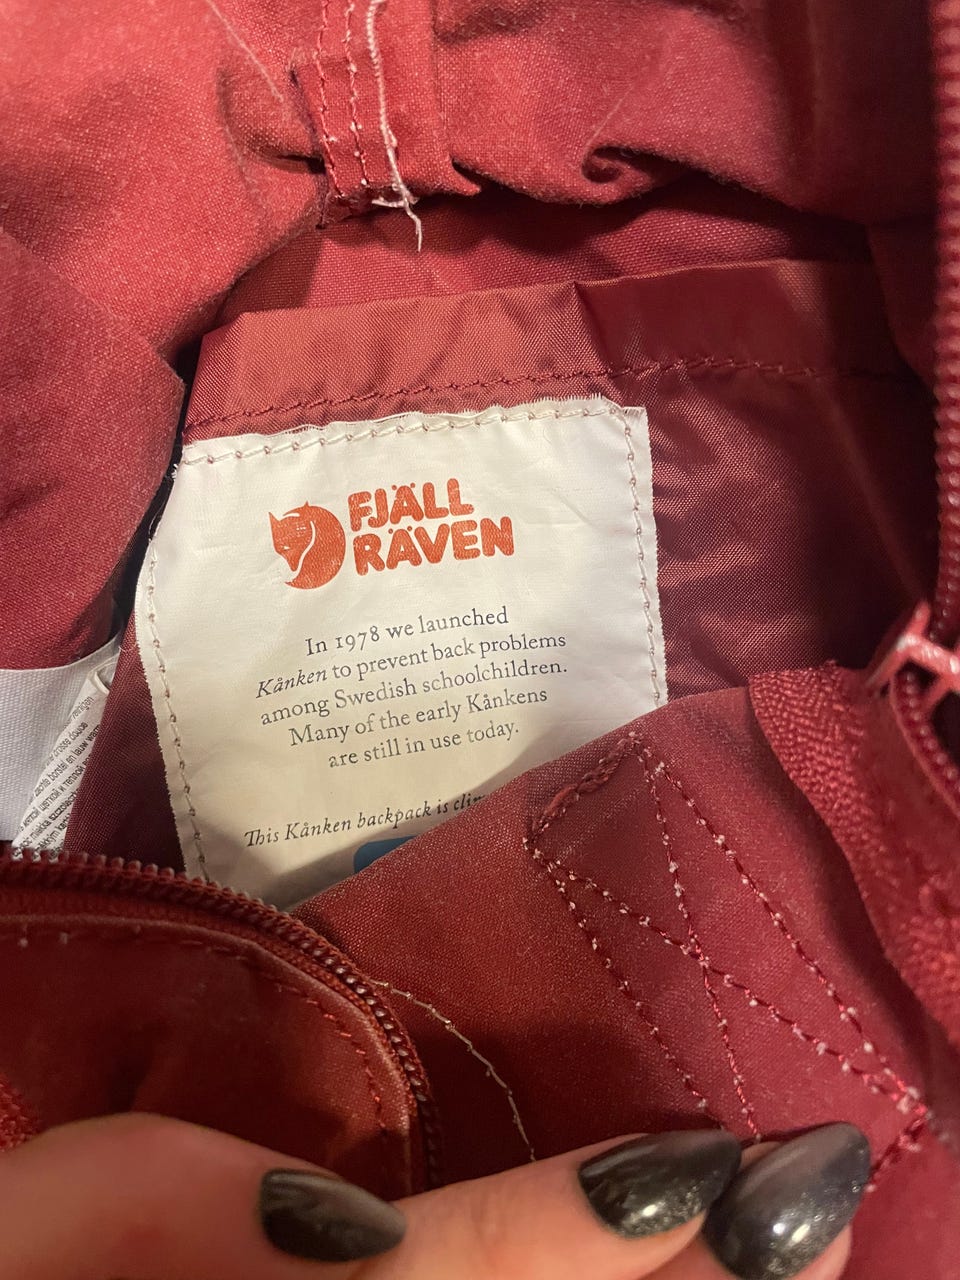 FJÄLL
RÄVEN
In 1978 we launched
Kånken to prevent back problems
among Swedish schoolchildren.
Many of the early Kånkens
are still in use today.
This Kånken backpack is